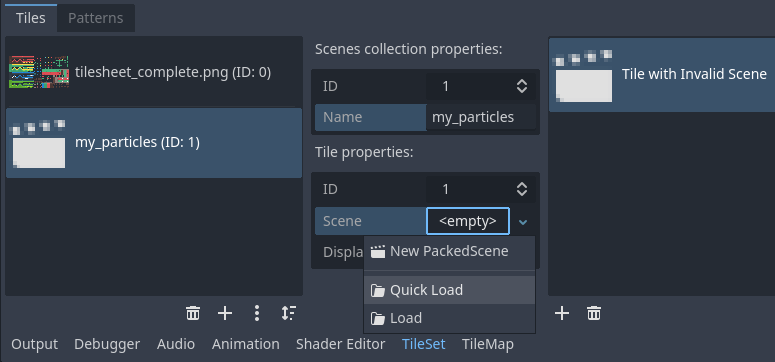 Tiles
Patterns
tilesheet_complete.png (ID: 0)
my_particles (ID: 1)
Scenes collection properties:
ID 1
Name my_particles
Tile properties:
ID 1
Scene <empty>
Displa
New PackedScene
Quick Load
Load
Tile with Invalid Scene
Output Debugger Audio Animation Shader Editor TileSet TileMap